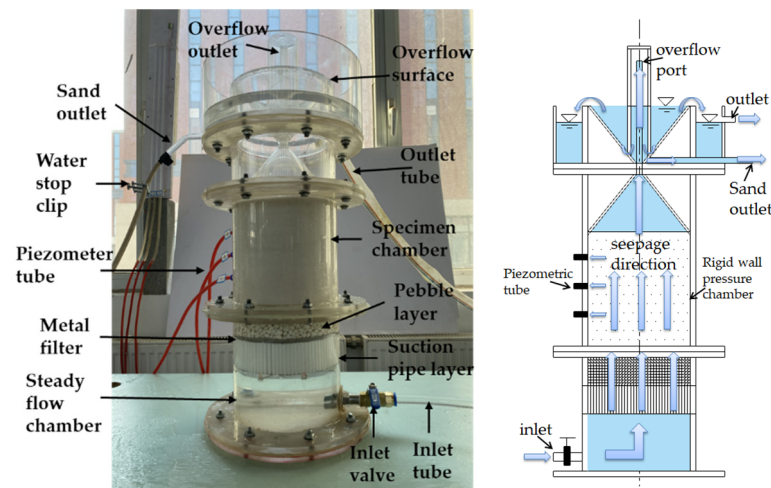 Overflow
outlet
Overflow
surface
Sand
outlet
Water
stop
clip
Outlet
tube
Piezometer
tube
Specimen
chamber
Pebble
layer
Metal
filter
Suction
pipe layer
Steady
flow
chamber
Inlet
valve
Inlet
tube
overflow
port
outlet
Sand
outlet
seepage
direction
Piezometric
tube
Rigid wall
pressure
chamber
inlet